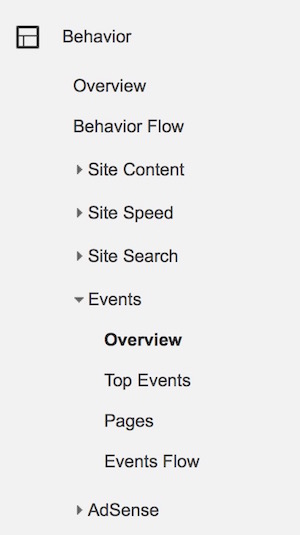 Behavior
Overview
Behavior Flow
Site Content
Site Speed
Site Search
Events
Overview
Top Events
Pages
Events Flow
AdSense